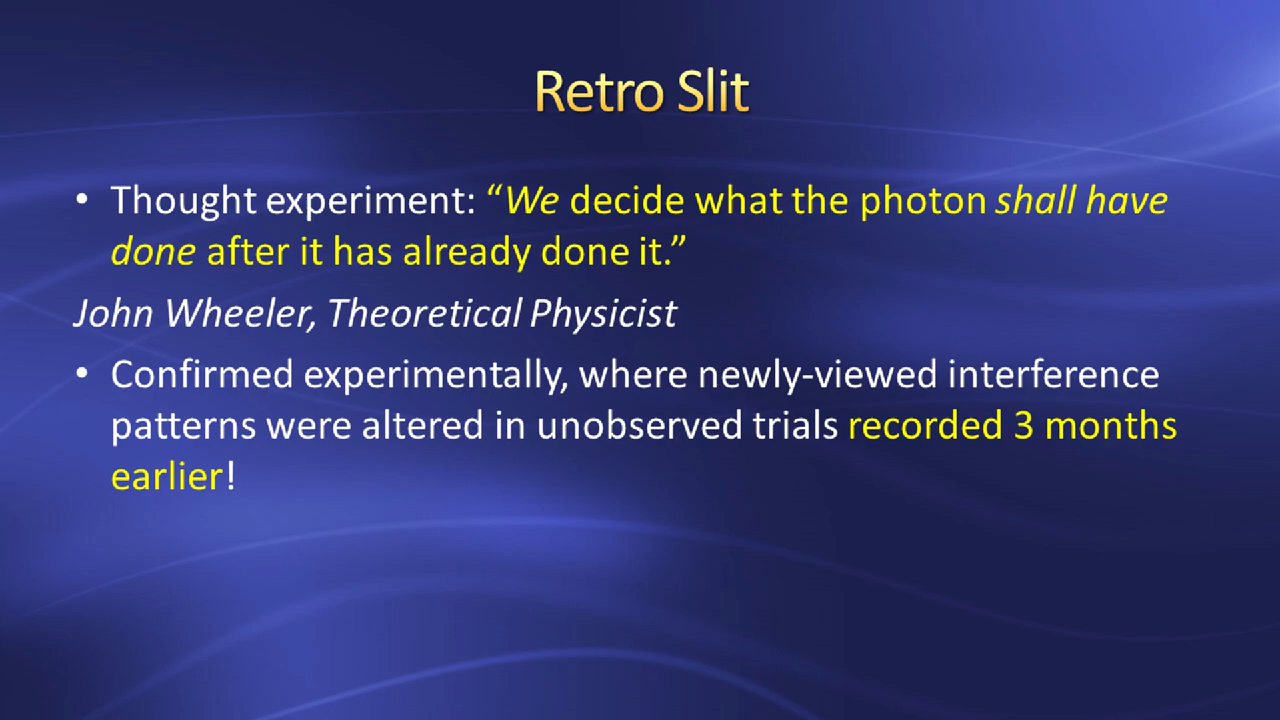 Retro Slit
• Thought experiment: “We decide what the photon shall have
done after it has already done it.”
John Wheeler, Theoretical Physicist
• Confirmed experimentally, where newly-viewed interference
patterns were altered in unobserved trials recorded 3 months
earlier!